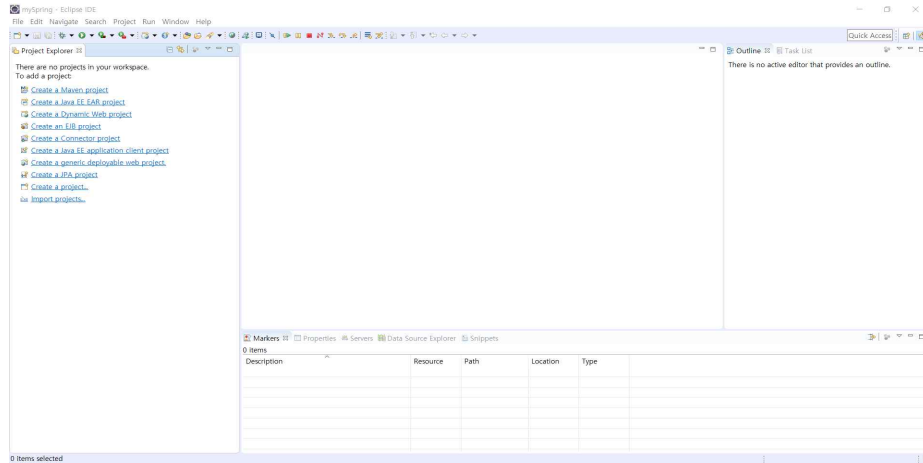 mySpring - Eclipse IDE
File Edit Navigate Search Project Run Window Help
Quick Access
Project Explorer
There are no projects in your workspace.
To add a project:
Create a Maven project
Create a Java EE EAR project
Create a Dynamic Web project
Create an EJB project
Create a Connector project
Create a Java EE application client project
Create a generic deployable web project.
Create a JPA project
Create a project...
Import projects...
Outline Task List
There is no active editor that provides an outline.
Markers Properties Servers Data Source Explorer Snippets
0 items
Description Resource Path Location Type
0 items selected